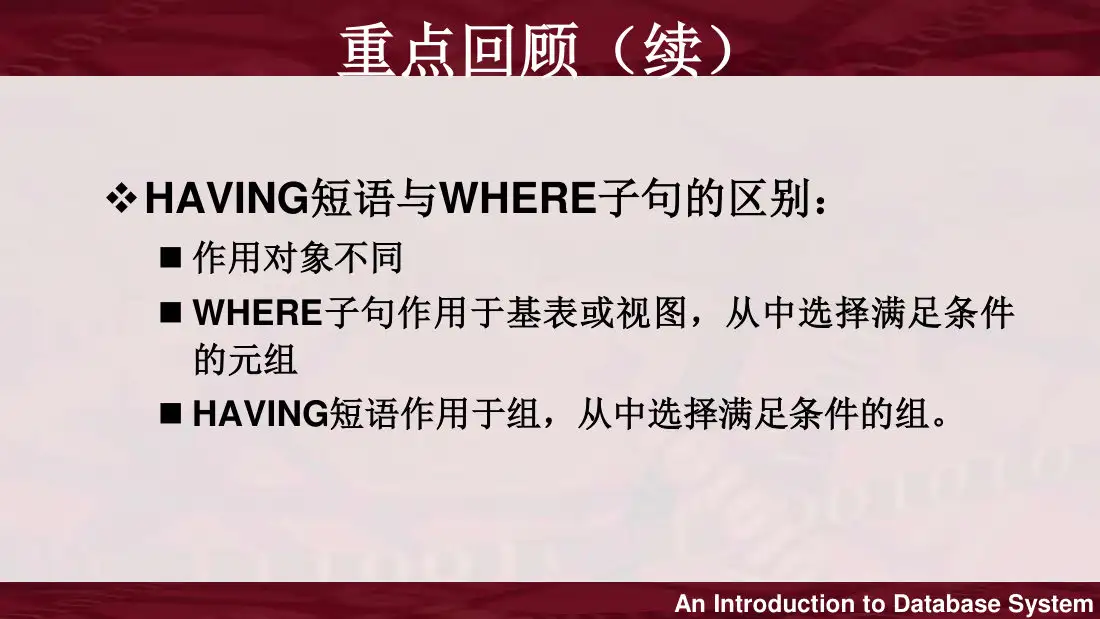 重点回顾（续）
HAVING短语与WHERE子句的区别：
作用对象不同
WHERE子句作用于基表或视图，从中选择满足条件
的元组
HAVING短语作用于组，从中选择满足条件的组。
An Introduction to Database System